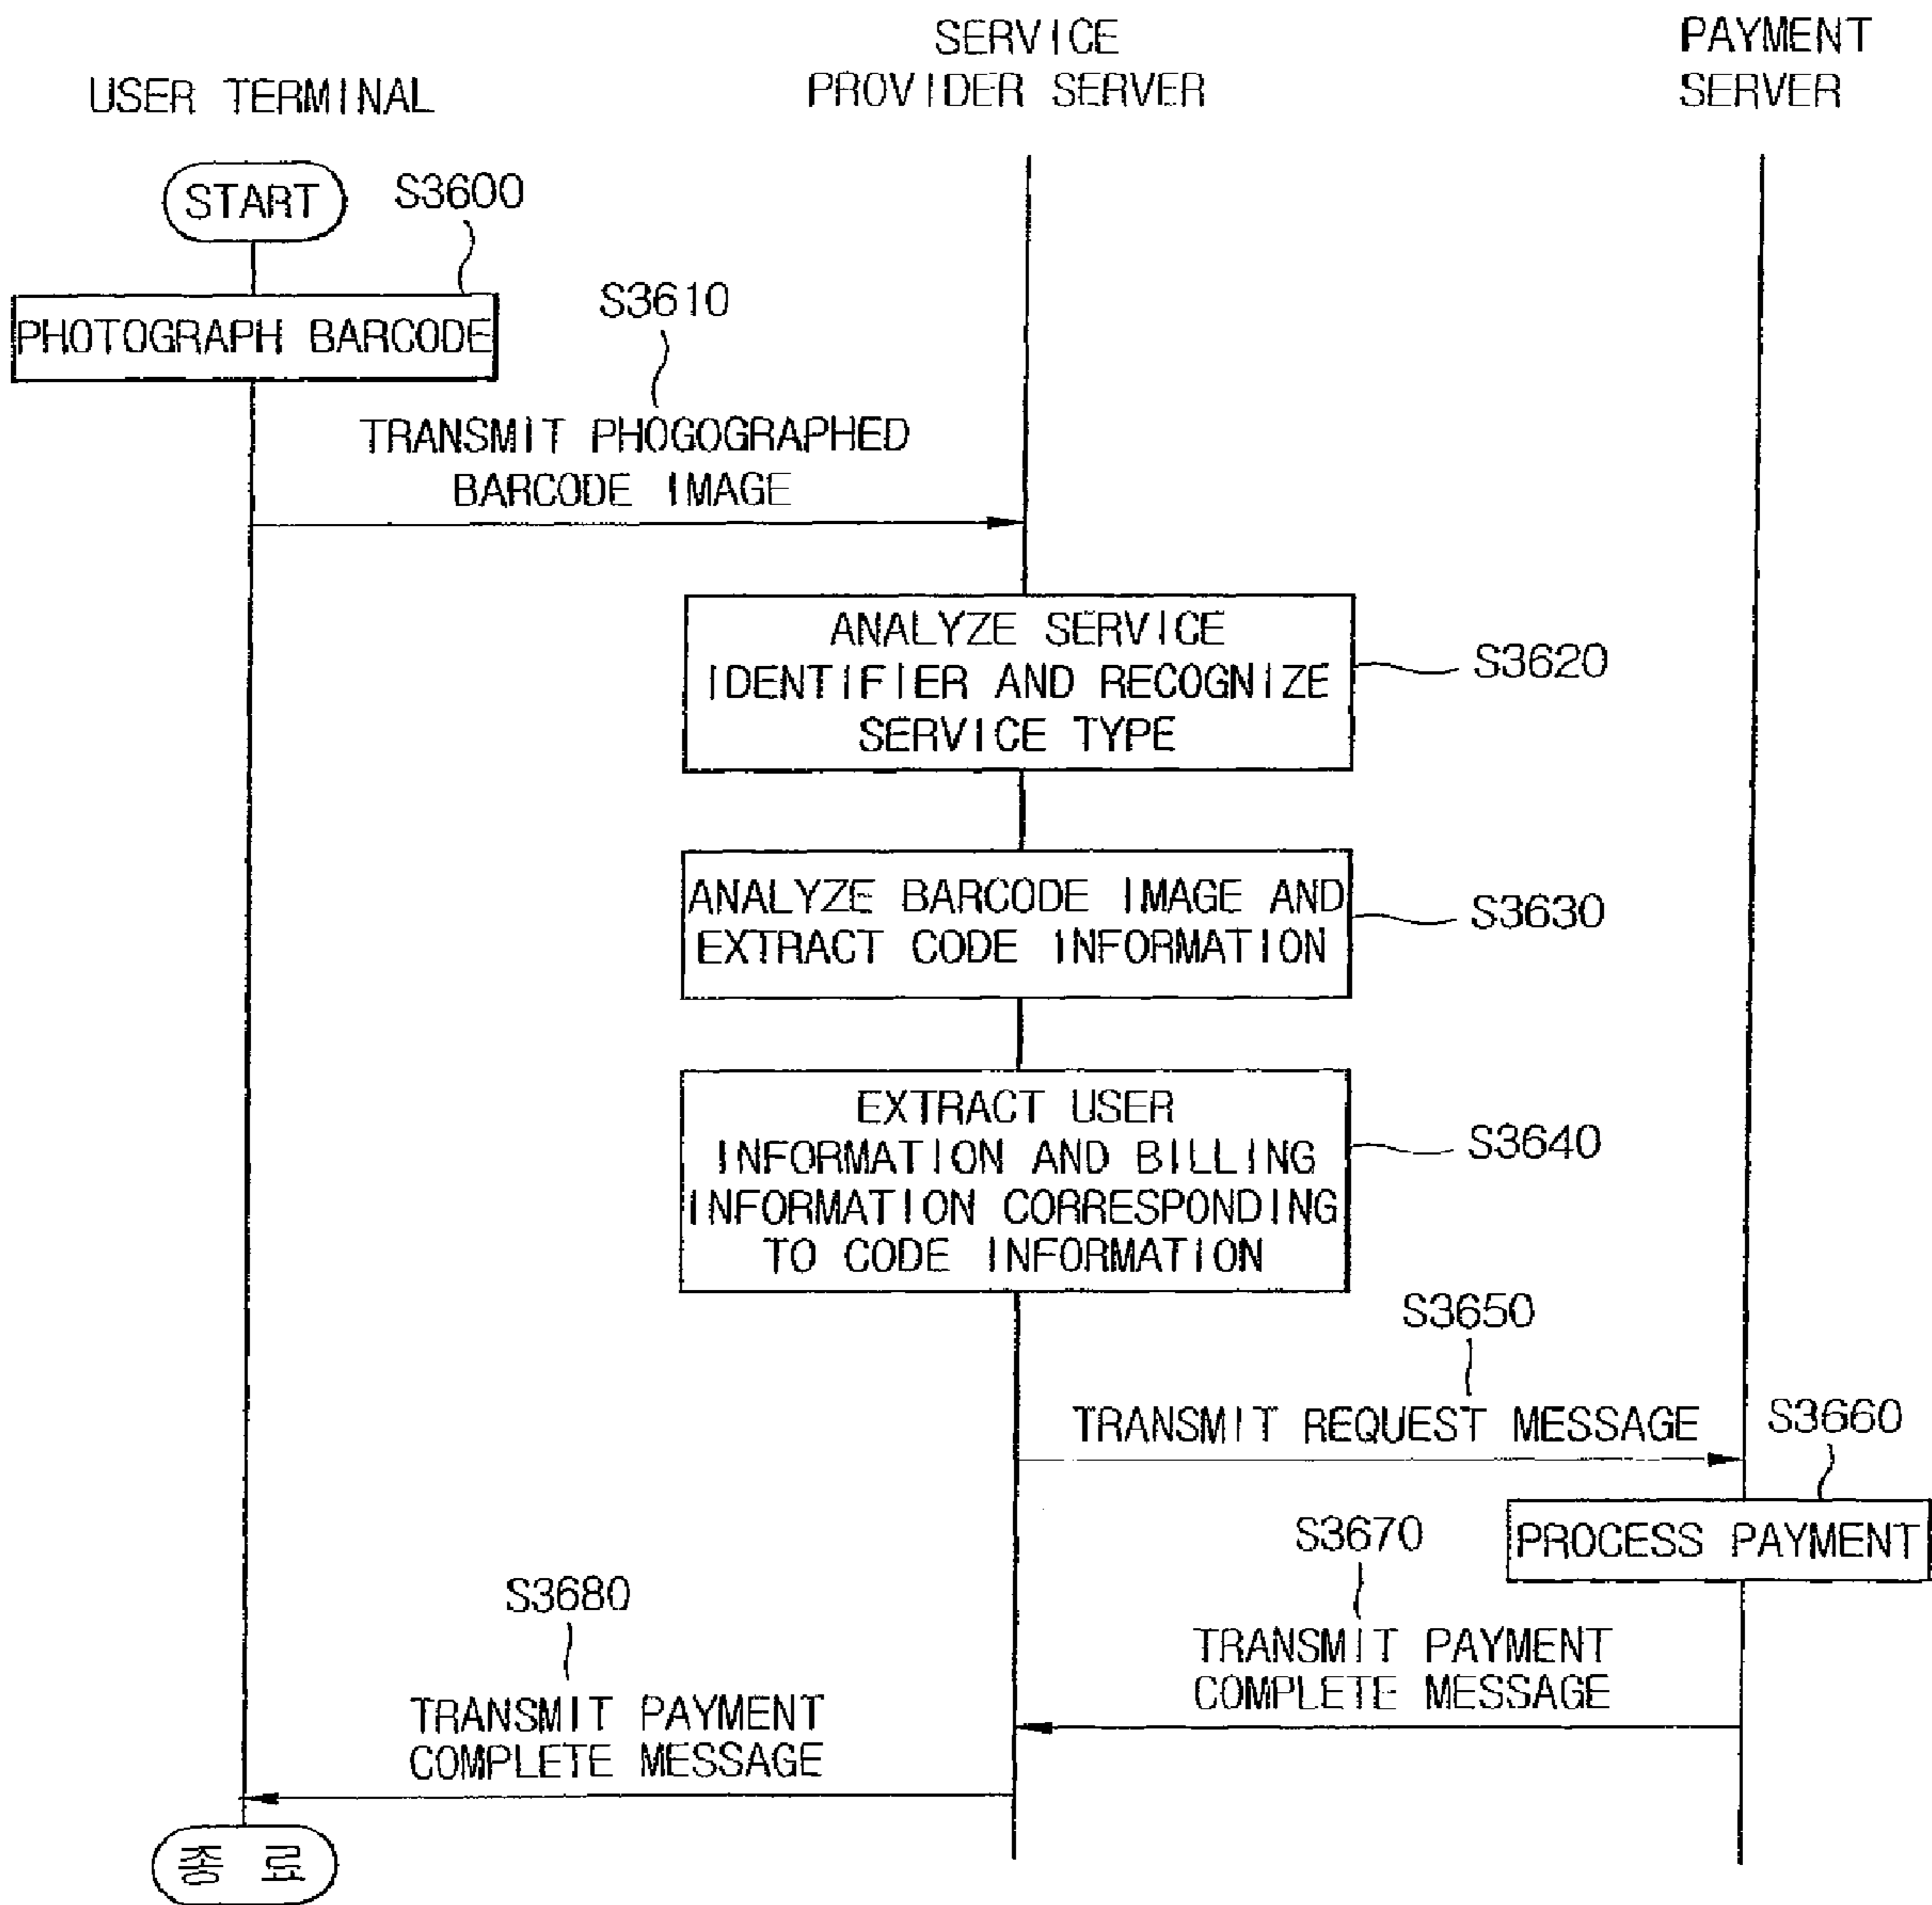 SERVICE
PROVIDER SERVER
PAYMENT
SERVER
USER TERMINAL
START
S3600
PHOTOGRAPH BARCODE
S3610
TRANSMIT PHOGOGRAPHED
BARCODE IMAGE
ANALYZE SERVICE
IDENTIFIER AND RECOGNIZE
SERVICE TYPE
S3620
ANALYZE BARCODE IMAGE AND
EXTRACT CODE INFORMATION
S3630
EXTRACT USER
INFORMATION AND BILLING
INFORMATION CORRESPONDING
TO CODE INFORMATION
S3640
S3650
TRANSMIT REQUEST MESSAGE
S3660
PROCESS PAYMENT
S3670
TRANSMIT PAYMENT
COMPLETE MESSAGE
S3680
TRANSMIT PAYMENT
COMPLETE MESSAGE
종 료